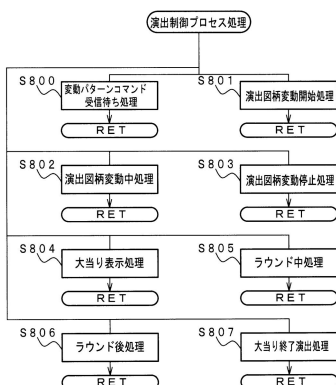 演出制御プロセス処理
S800
変動パターンコマンド
受信待ち処理
RET
S801
演出図柄変動開始処理
RET
S802
演出図柄変動中処理
RET
S803
演出図柄変動停止処理
RET
S804
大当り表示処理
RET
S805
ラウンド中処理
RET
S806
ラウンド後処理
RET
S807
大当り終了演出処理
RET